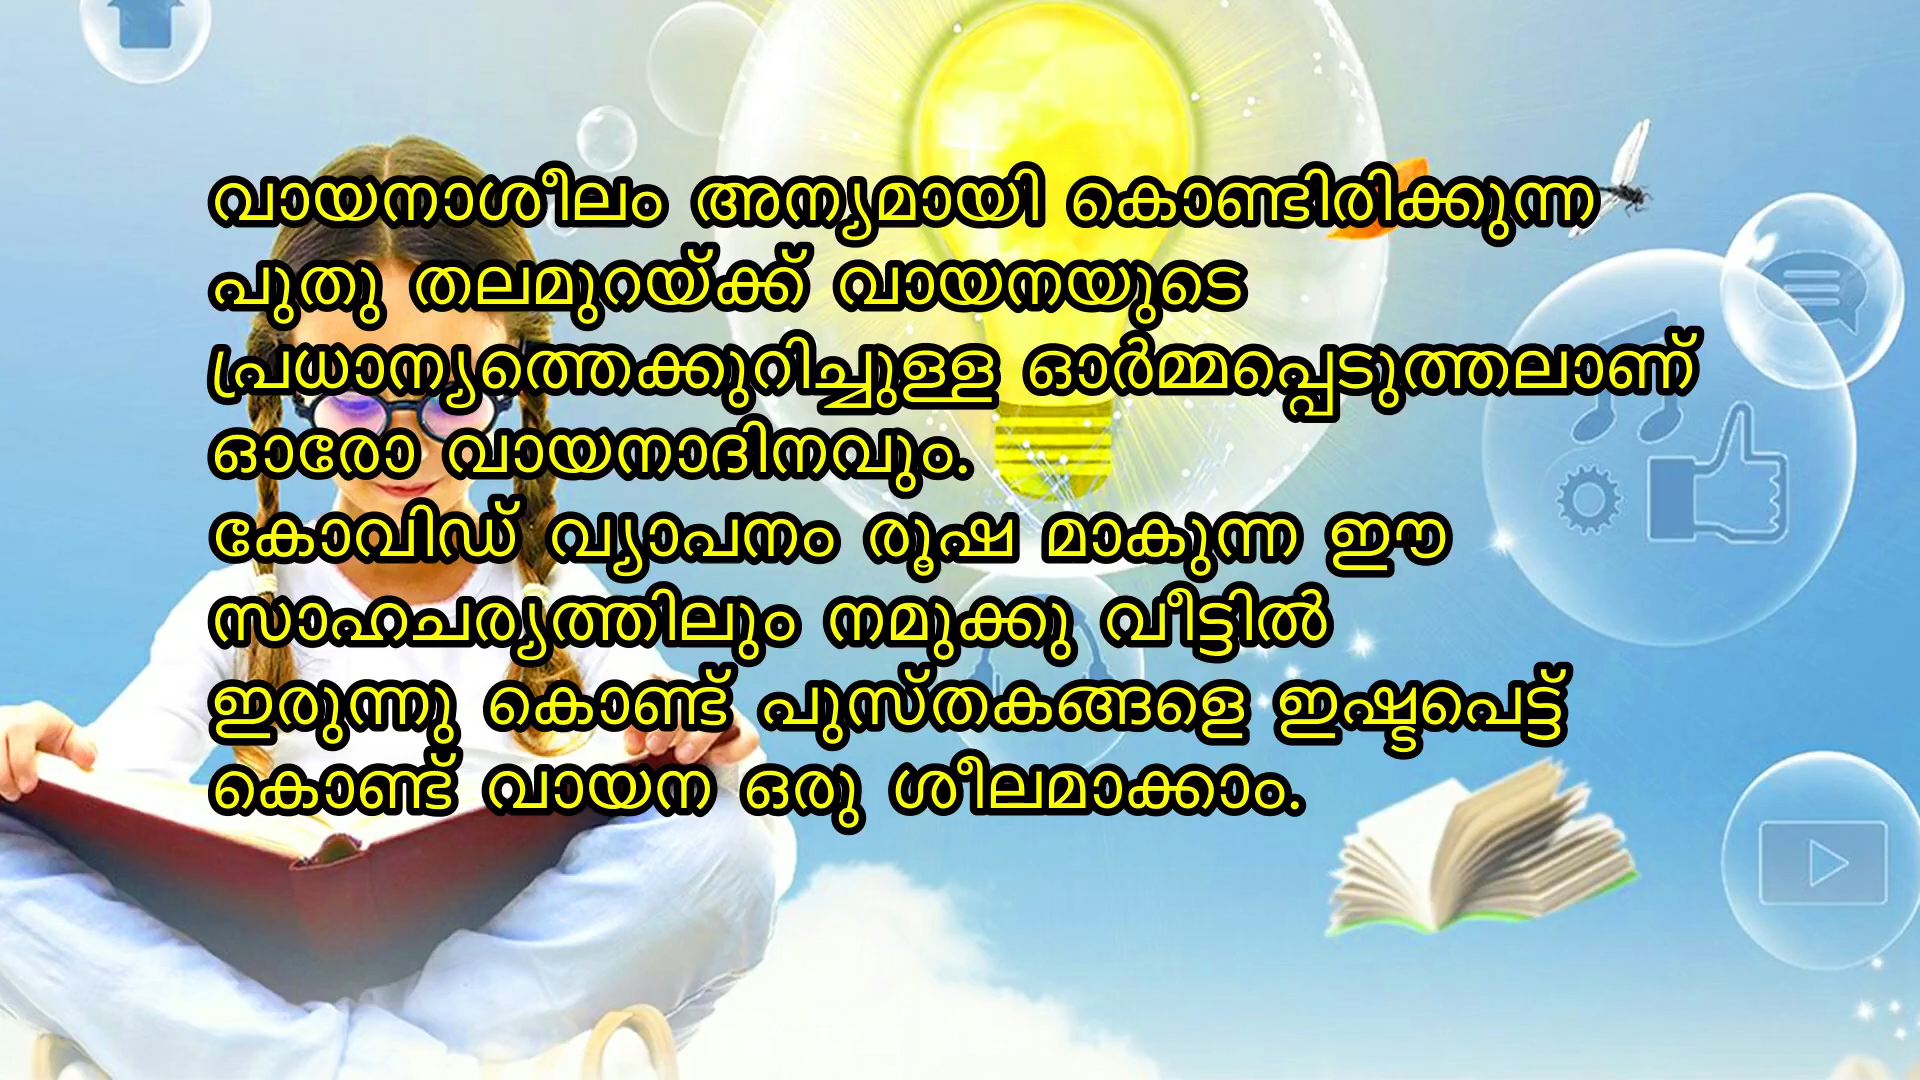 വായനാശീലം അന്യമായി കൊണ്ടിരിക്കുന്ന
പുതു തലമുറയ്ക്ക് വായനയുടെ
പ്രധാന്യത്തെക്കുറിച്ചുള്ള ഓർമ്മപ്പെടുത്തലാണ്
ഓരോ വായനാദിനവും.
കോവിഡ് വ്യാപനം രൂഷ മാകുന്ന ഈ
സാഹചര്യത്തിലും നമുക്കു വീട്ടിൽ
ഇരുന്നു കൊണ്ട് പുസ്തകങ്ങളെ ഇഷ്ടപെട്ട്
കൊണ്ട് വായന ഒരു ശീലമാക്കാം.